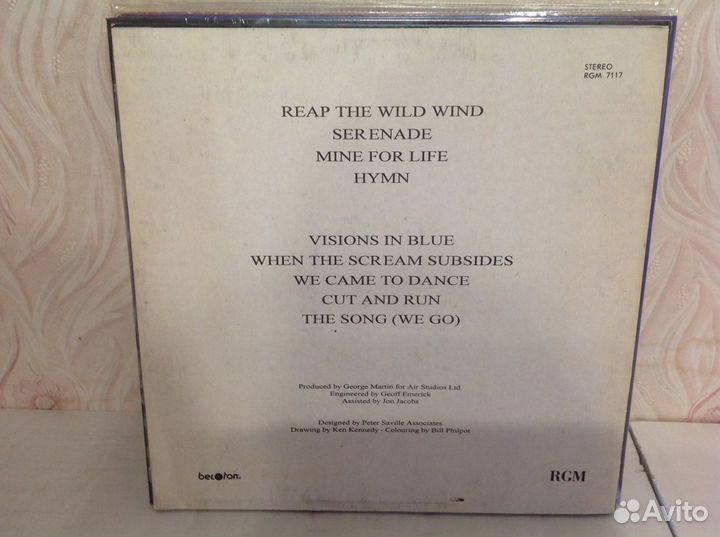 STEREO
RGM 7117
REAP THE WILD WIND
SERENADE
MINE FOR LIFE
HYMN
VISIONS IN BLUE
WHEN THE SCREAM SUBSIDES
WE CAME TO DANCE
CUT AND RUN
THE SONG (WE GO)
Produced by George Martin for Air Studios Ltd.
Engineered by Geoff Emerick
Assisted by Jon Jacobs
Designed by Peter Saville Associates
Drawing by Ken Kennedy - Colouring by Bill Philpot
RGM
Avito